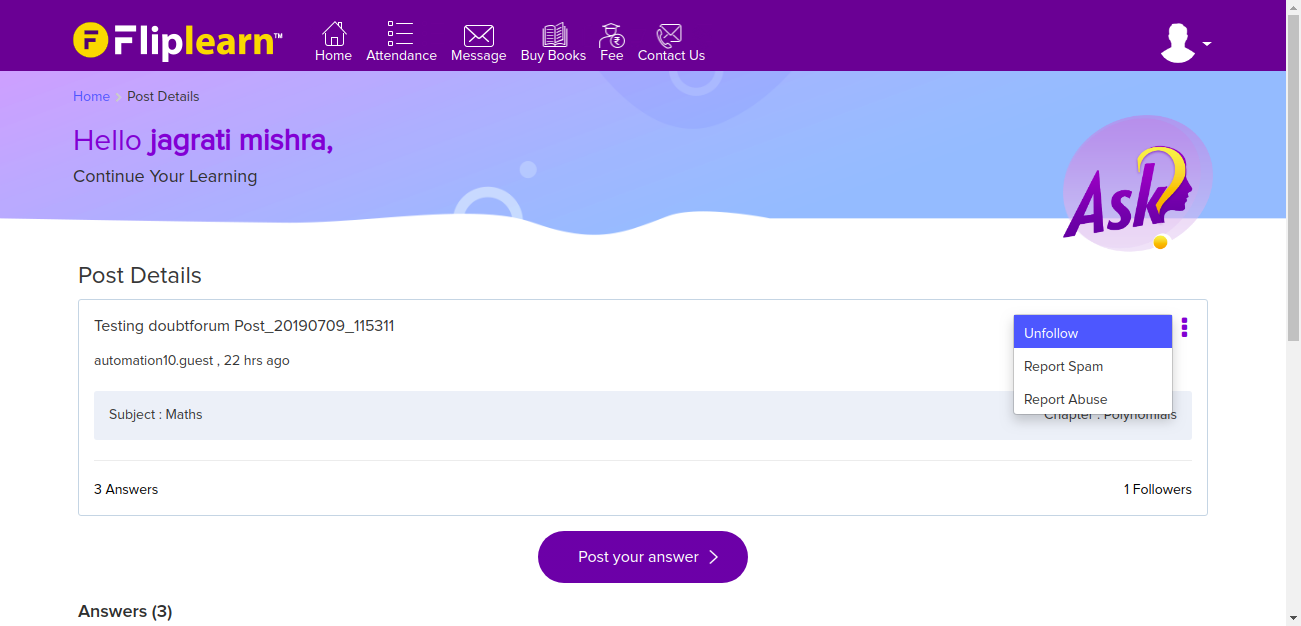 Fliplearn™
Home Attendance Message Buy Books Fee Contact Us
Home > Post Details
Hello jagrati mishra,
Continue Your Learning
Ask?
Post Details
Testing doubtforum Post_20190709_115311
Unfollow
automation10.guest , 22 hrs ago
Report Spam
Report Abuse
Subject : Maths Chapter : Polynomials
3 Answers 1 Followers
Post your answer >
Answers (3)